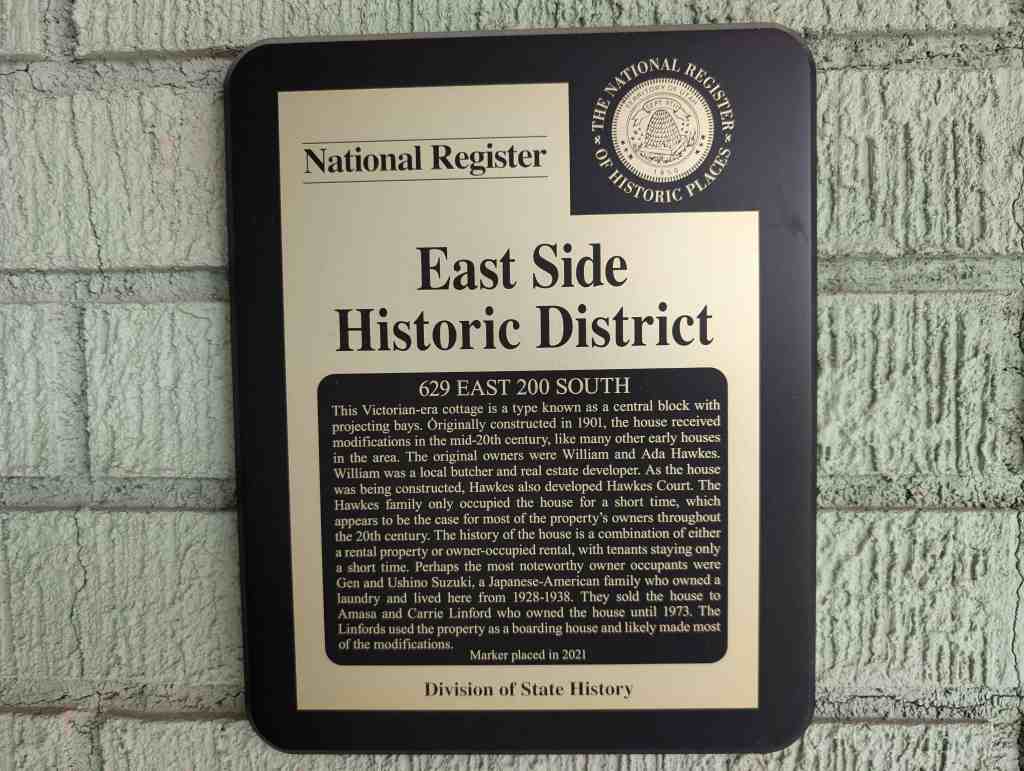 THE NATIONAL REGISTER
OF HISTORIC PLACES
TERRITORY OF UTAH
1850
National Register
East Side
Historic District
629 EAST 200 SOUTH
This Victorian-era cottage is a type known as a central block with
projecting bays. Originally constructed in 1901, the house received
modifications in the mid-20th century, like many other early houses
in the area. The original owners were William and Ada Hawkes.
William was a local butcher and real estate developer. As the house
was being constructed, Hawkes also developed Hawkes Court. The
Hawkes family only occupied the house for a short time, which
appears to be the case for most of the property's owners throughout
the 20th century. The history of the house is a combination of either
a rental property or owner-occupied rental, with tenants staying only
a short time. Perhaps the most noteworthy owner occupants were
Gen and Ushino Suzuki, a Japanese-American family who owned a
laundry and lived here from 1928-1938. They sold the house to
Amasa and Carrie Linford who owned the house until 1973. The
Linfords used the property as a boarding house and likely made most
of the modifications.
Marker placed in 2021
Division of State History